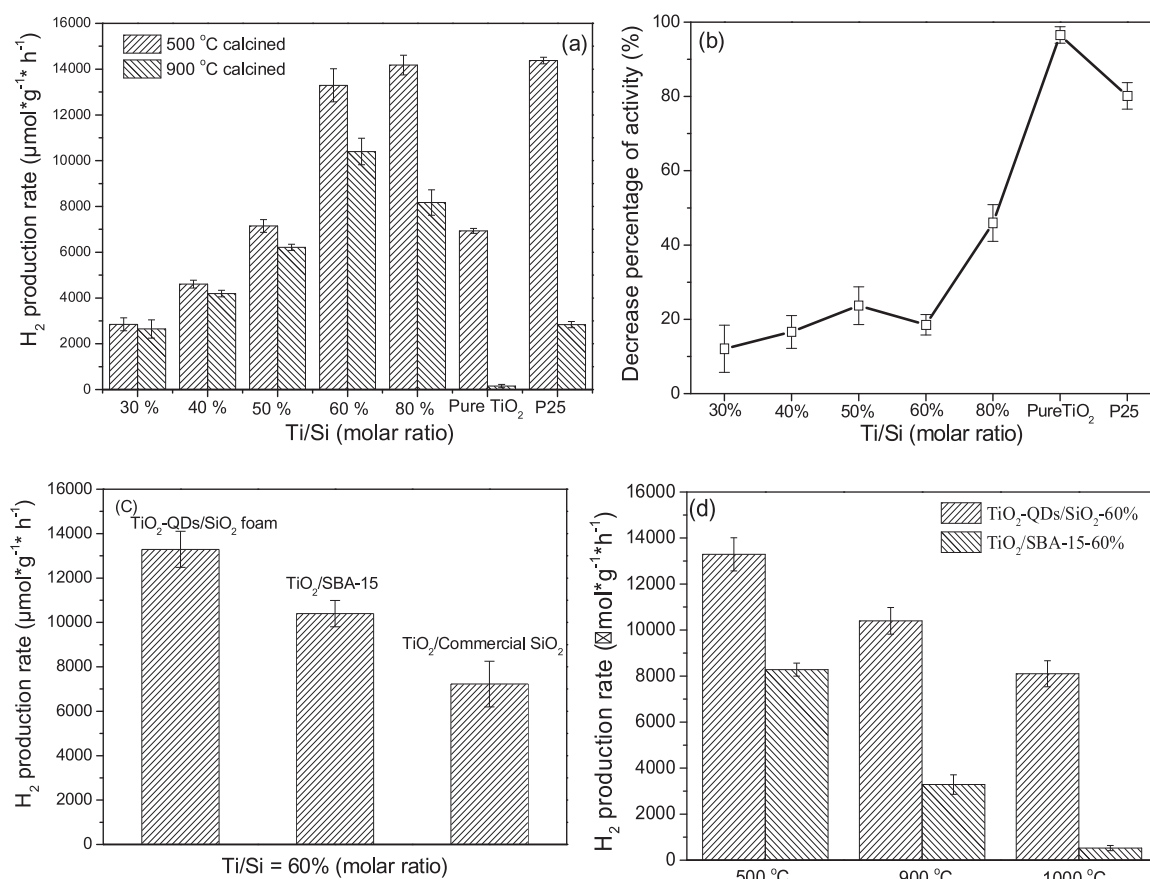 (a)
500 °C calcined
900 °C calcined
H₂ production rate (μmol*g⁻¹* h⁻¹)
16000
14000
12000
10000
8000
6000
4000
2000
0
30 % 40 % 50 % 60 % 80 % Pure TiO₂ P25
Ti/Si (molar ratio)
(b)
Decrease percentage of activity (%)
100
80
60
40
20
0
30% 40% 50% 60% 80% PureTiO₂ P25
Ti/Si (molar ratio)
(C)
H₂ production rate (μmol*g⁻¹* h⁻¹)
16000
14000
12000
10000
8000
6000
4000
2000
0
TiO₂-QDs/SiO₂ foam
TiO₂/SBA-15
TiO₂/Commercial SiO₂
Ti/Si = 60% (molar ratio)
(d)
TiO₂-QDs/SiO₂-60%
TiO₂/SBA-15-60%
H₂ production rate (□mol*g⁻¹*h⁻¹)
16000
14000
12000
10000
8000
6000
4000
2000
0
500 °C 900 °C 1000 °C